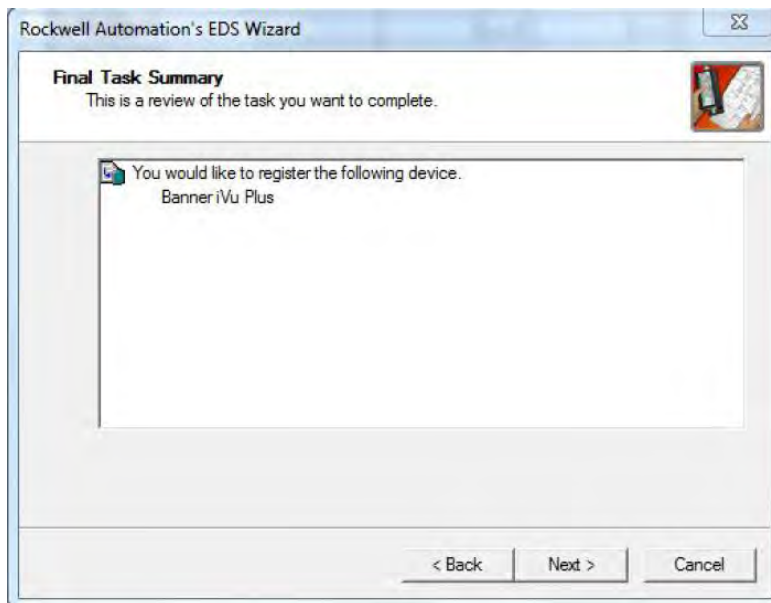 Rockwell Automation's EDS Wizard
Final Task Summary
This is a review of the task you want to complete.
You would like to register the following device.
Banner iVu Plus
< Back
Next >
Cancel